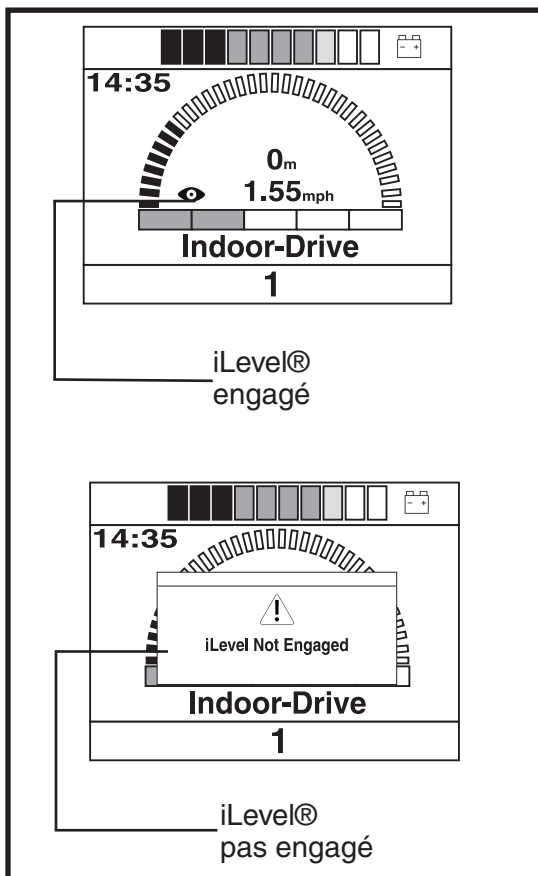 14:35
0m
1.55mph
Indoor-Drive
1
iLevel®
engagé
14:35
iLevel Not Engaged
Indoor-Drive
1
iLevel®
pas engagé